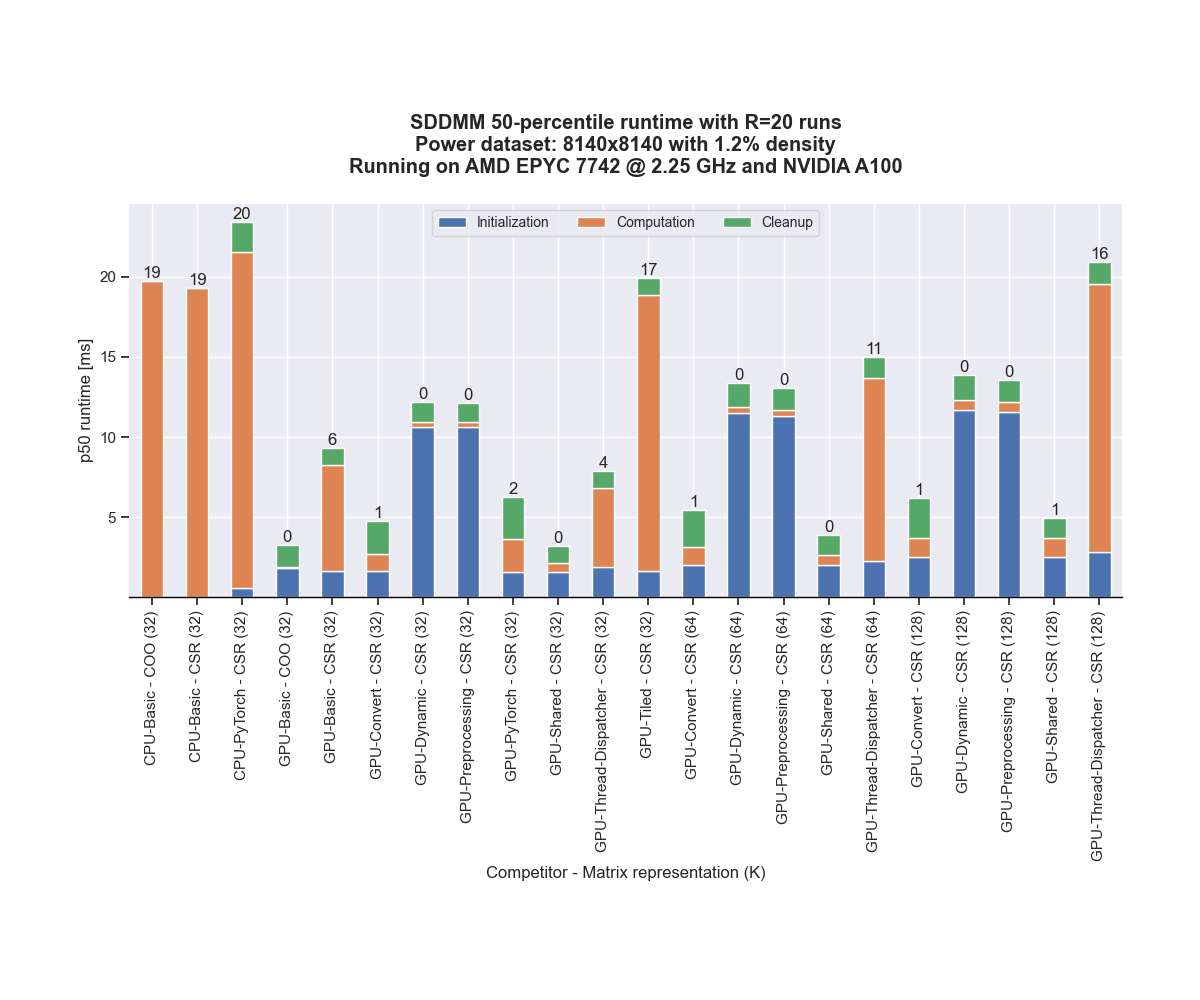 SDDMM 50-percentile runtime with R=20 runs
Power dataset: 8140x8140 with 1.2% density
Running on AMD EPYC 7742 @ 2.25 GHz and NVIDIA A100
Initialization
Computation
Cleanup
p50 runtime [ms]
20
15
10
5
19
19
20
0
6
1
0
0
2
0
4
17
1
0
0
0
11
1
0
0
1
16
CPU-Basic - COO (32)
CPU-Basic - CSR (32)
CPU-PyTorch - CSR (32)
GPU-Basic - COO (32)
GPU-Basic - CSR (32)
GPU-Convert - CSR (32)
GPU-Dynamic - CSR (32)
GPU-Preprocessing - CSR (32)
GPU-PyTorch - CSR (32)
GPU-Shared - CSR (32)
GPU-Thread-Dispatcher - CSR (32)
GPU-Tiled - CSR (32)
GPU-Convert - CSR (64)
GPU-Dynamic - CSR (64)
GPU-Preprocessing - CSR (64)
GPU-Shared - CSR (64)
GPU-Thread-Dispatcher - CSR (64)
GPU-Convert - CSR (128)
GPU-Dynamic - CSR (128)
GPU-Preprocessing - CSR (128)
GPU-Shared - CSR (128)
GPU-Thread-Dispatcher - CSR (128)
Competitor - Matrix representation (K)